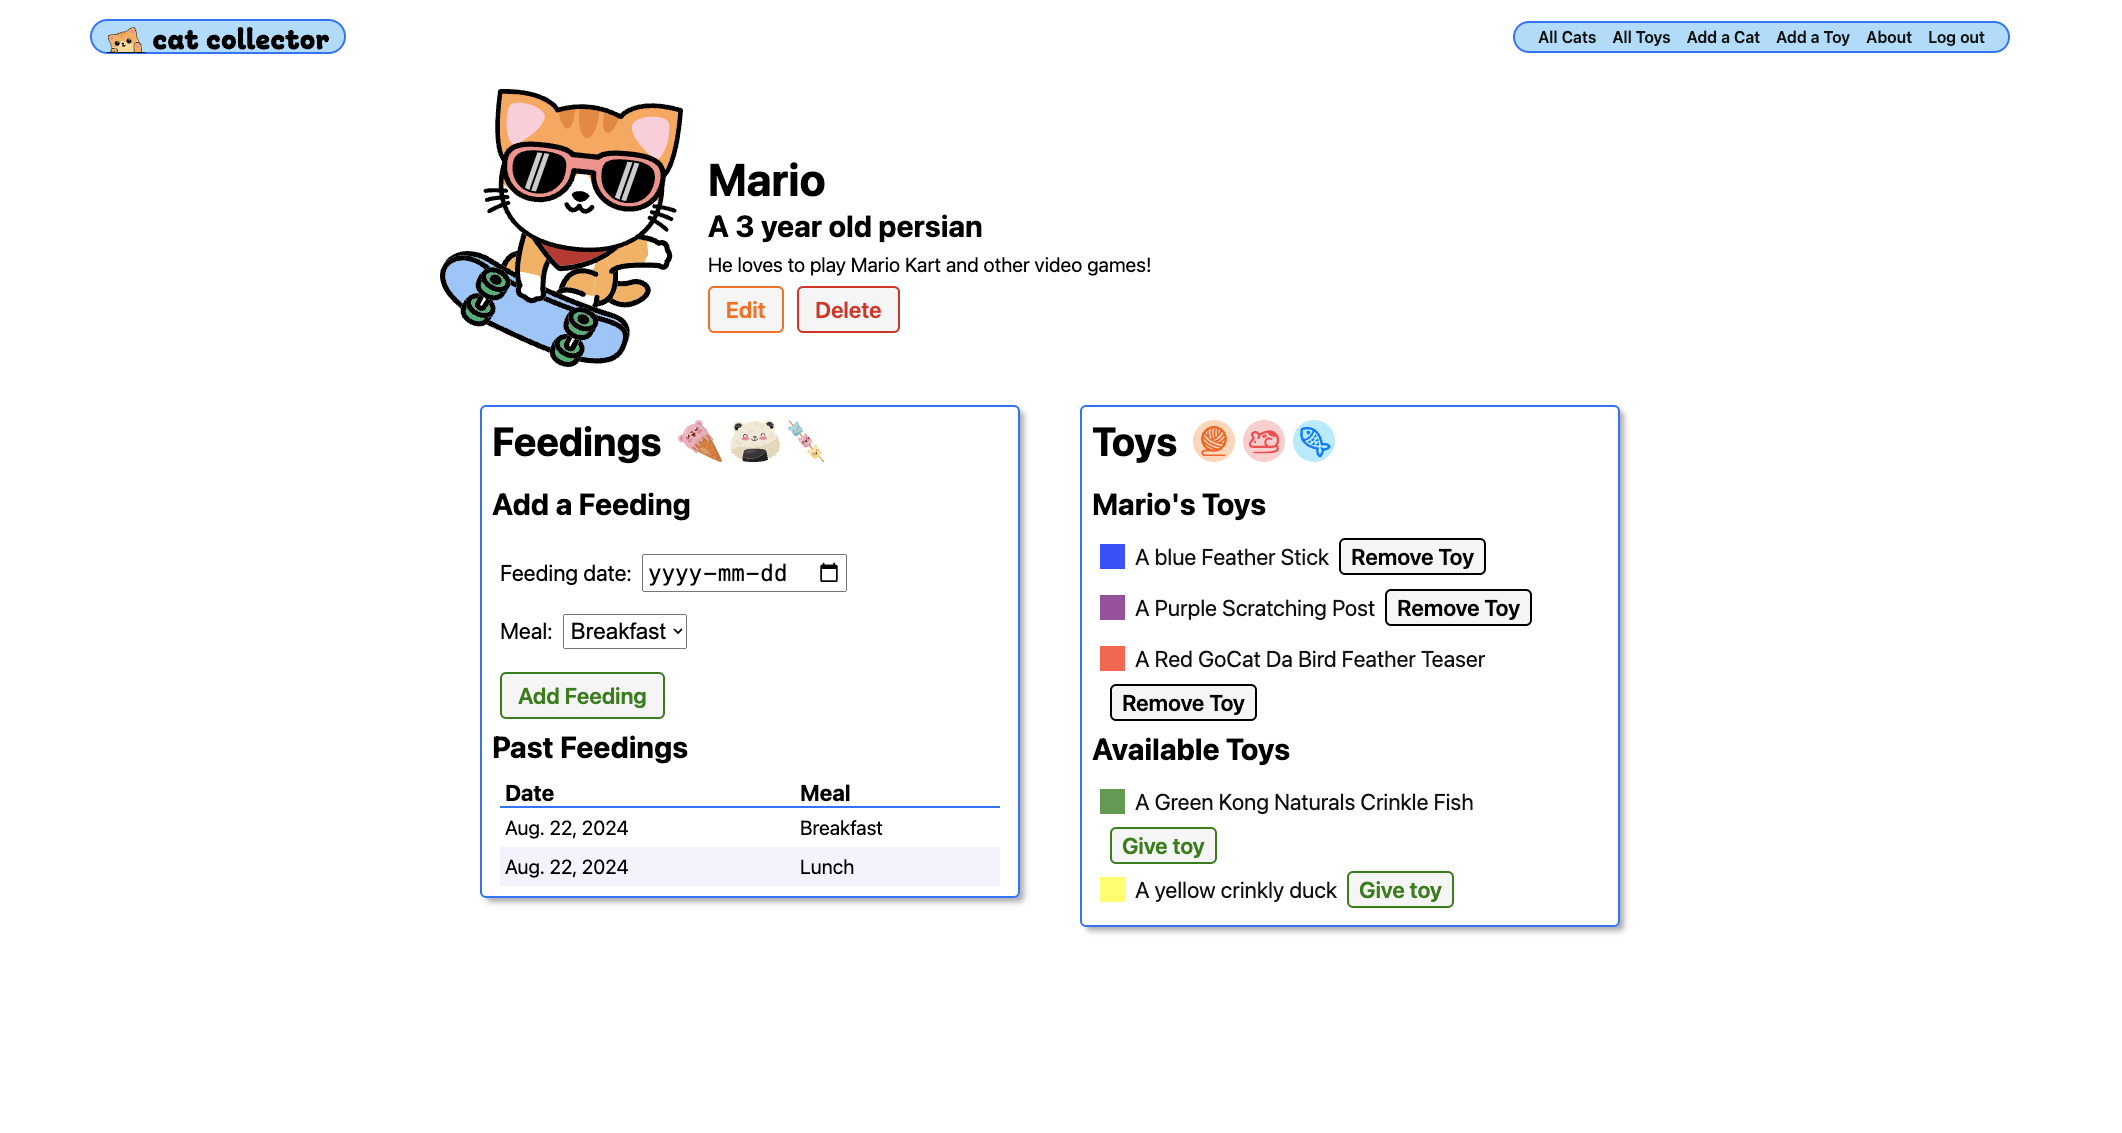 cat collector
All Cats All Toys Add a Cat Add a Toy About Log out
Mario
A 3 year old persian
He loves to play Mario Kart and other video games!
Edit Delete
Feedings
Add a Feeding
Feeding date: yyyy-mm-dd
Meal: Breakfast
Add Feeding
Past Feedings
Date Meal
Aug. 22, 2024 Breakfast
Aug. 22, 2024 Lunch
Toys
Mario's Toys
A blue Feather Stick Remove Toy
A Purple Scratching Post Remove Toy
A Red GoCat Da Bird Feather Teaser
Remove Toy
Available Toys
A Green Kong Naturals Crinkle Fish
Give toy
A yellow crinkly duck Give toy